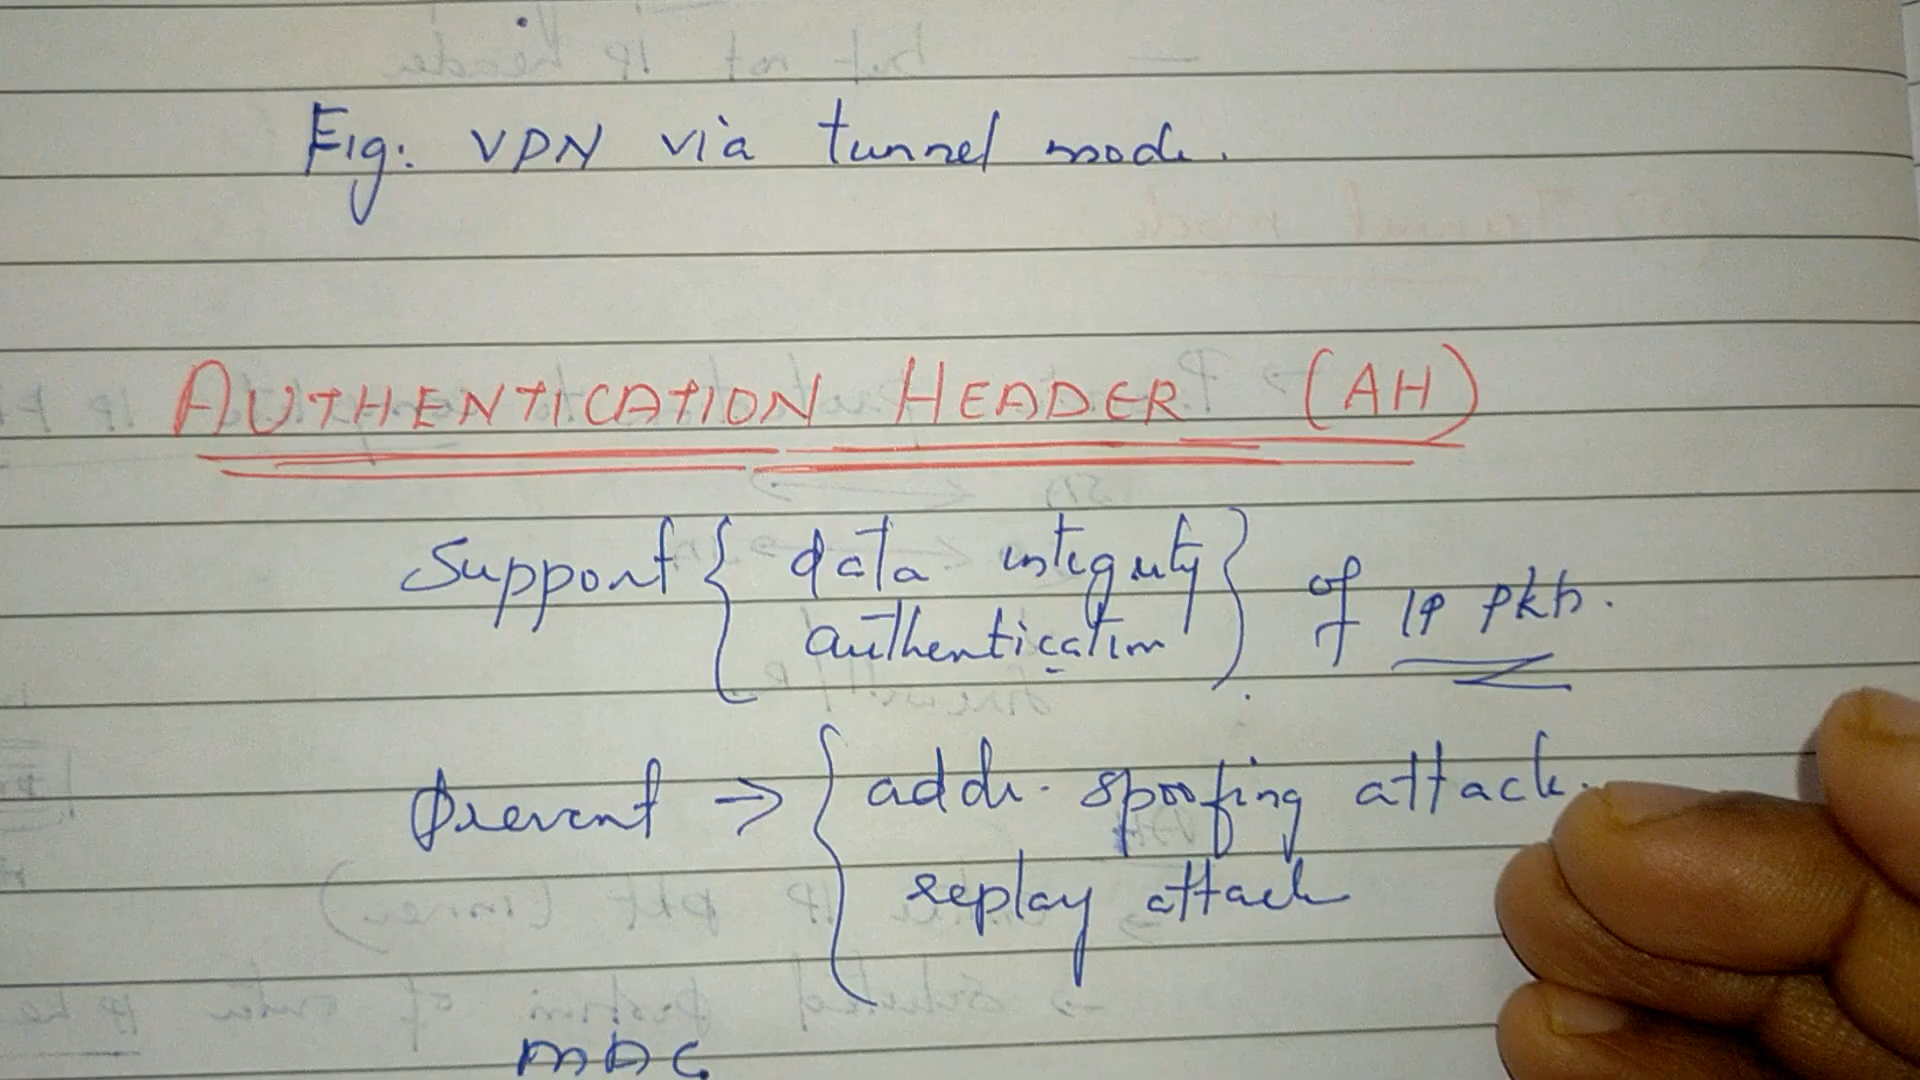 Fig: VPN via tunnel mode.
AUTHENTICATION HEADER (AH)
Support { data integrity } of IP pkts.
authentication
Prevent => { addr. spoofing attack.
replay attack
MAC